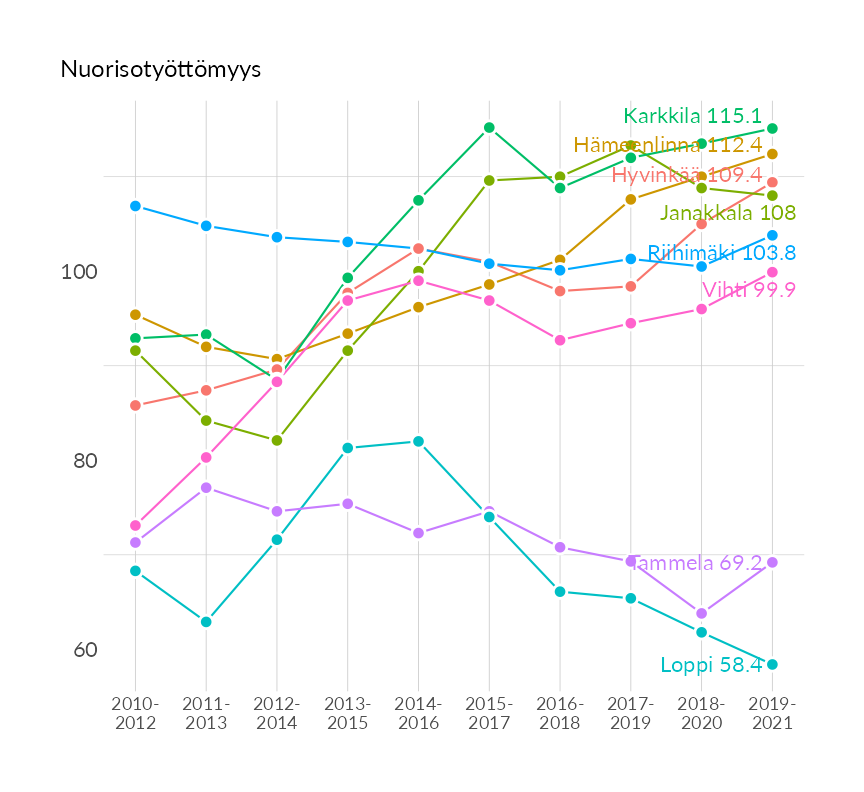 Nuorisotyöttömyys
Karkkila 115.1
Hämeenlinna 112.4
Hyvinkää 109.4
Janakkala 108
Riihimäki 103.8
100
Vihti 99.9
80
Tammela 69.2
60
Loppi 58.4
2010- 2011- 2012- 2013- 2014- 2015- 2016- 2017- 2018- 2019-
2012 2013 2014 2015 2016 2017 2018 2019 2020 2021